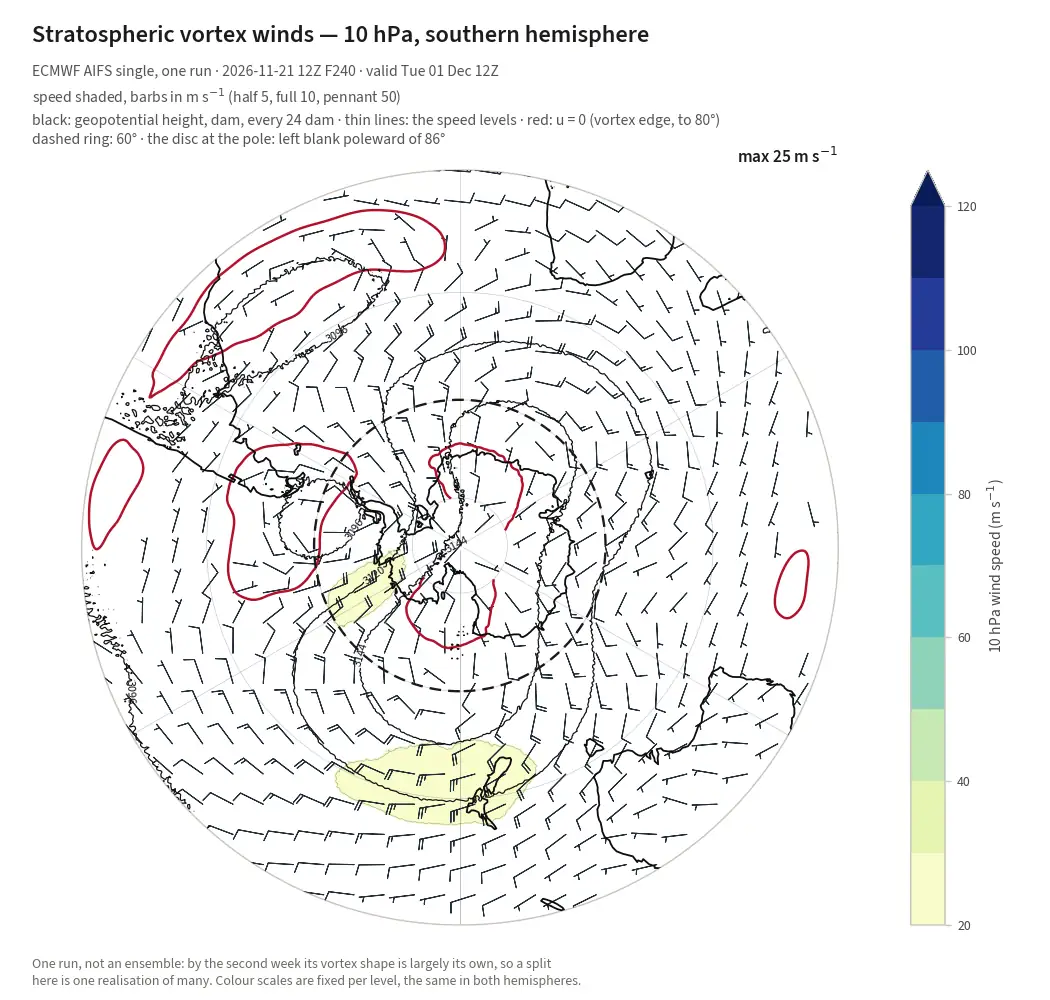 Stratospheric vortex winds — 10 hPa, southern hemisphere
ECMWF AIFS single, one run · 2026-11-21 12Z F240 · valid Tue 01 Dec 12Z
speed shaded, barbs in m s⁻¹ (half 5, full 10, pennant 50)
black: geopotential height, dam, every 24 dam · thin lines: the speed levels · red: u = 0 (vortex edge, to 80°)
dashed ring: 60° · the disc at the pole: left blank poleward of 86°
max 25 m s⁻¹
120
100
80
60
40
20
10 hPa wind speed (m s⁻¹)
3096
3096
3144
3120
3144
3096
One run, not an ensemble: by the second week its vortex shape is largely its own, so a split
here is one realisation of many. Colour scales are fixed per level, the same in both hemispheres.